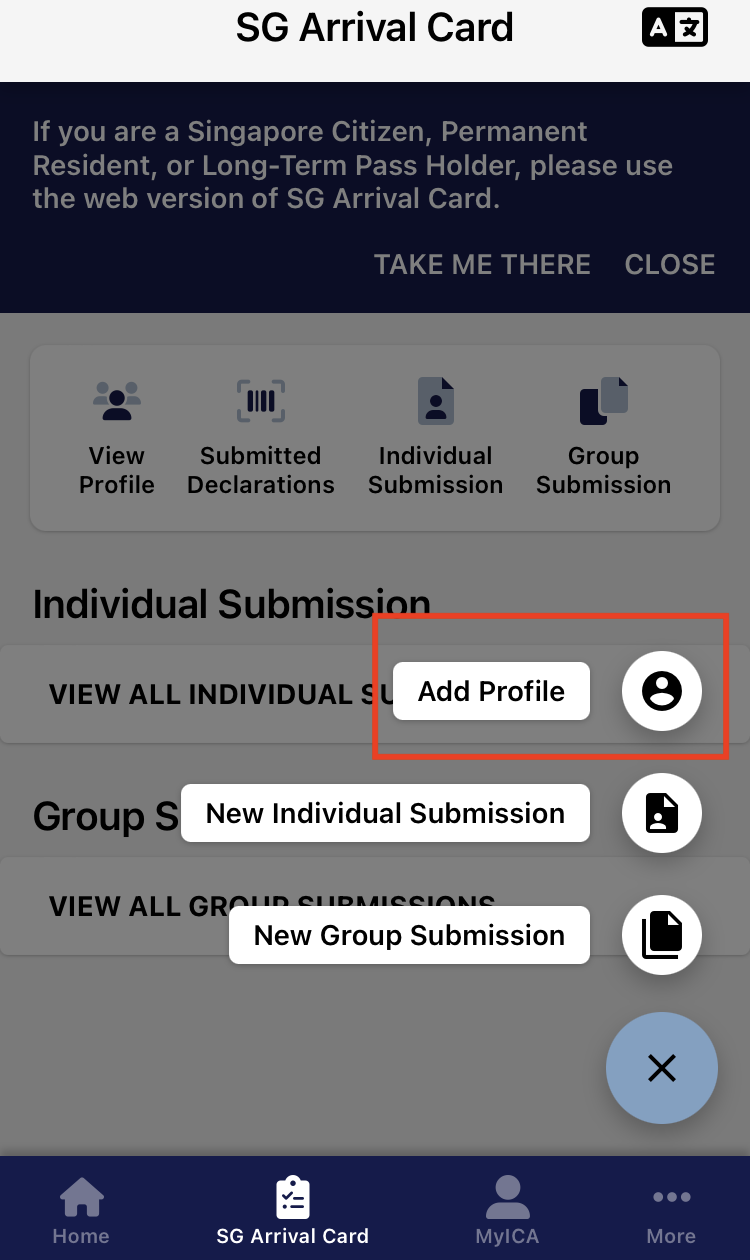 SG Arrival Card
A 文
If you are a Singapore Citizen, Permanent
Resident, or Long-Term Pass Holder, please use
the web version of SG Arrival Card.
TAKE ME THERE CLOSE
View
Profile
Submitted
Declarations
Individual
Submission
Group
Submission
Individual Submission
VIEW ALL INDIVIDUAL SU
Add Profile
Group S
New Individual Submission
VIEW ALL GROUP SUBMISSIONS
New Group Submission
Home
SG Arrival Card
MyICA
More